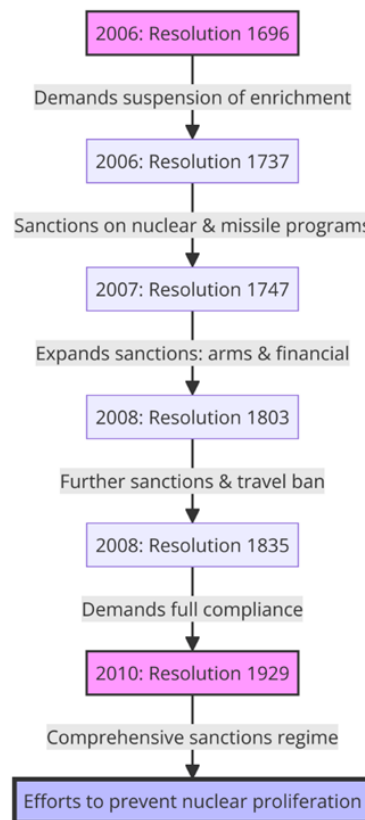 2006: Resolution 1696
Demands suspension of enrichment
2006: Resolution 1737
Sanctions on nuclear & missile programs
2007: Resolution 1747
Expands sanctions: arms & financial
2008: Resolution 1803
Further sanctions & travel ban
2008: Resolution 1835
Demands full compliance
2010: Resolution 1929
Comprehensive sanctions regime
Efforts to prevent nuclear proliferation